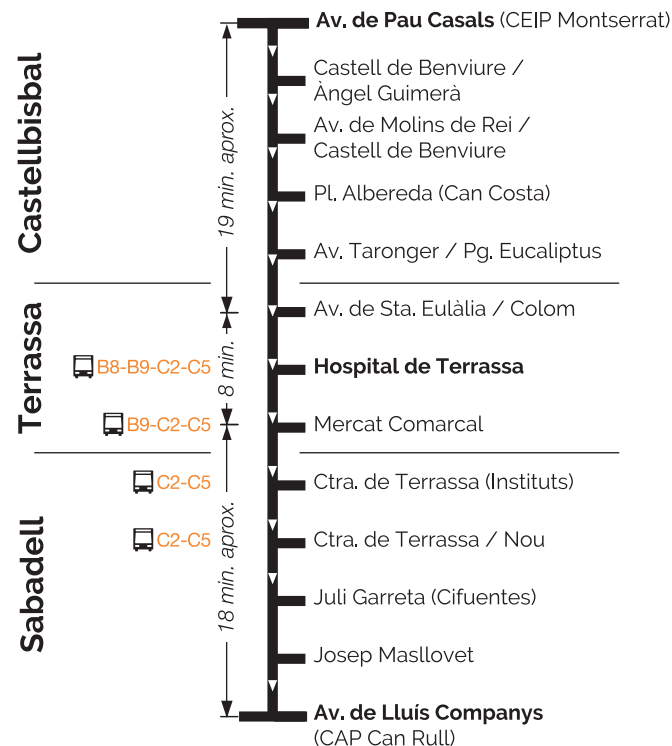 Av. de Pau Casals (CEIP Montserrat)
Castell de Benviure /
Àngel Guimerà
Av. de Molins de Rei /
Castell de Benviure
Pl. Albereda (Can Costa)
Av. Taronger / Pg. Eucaliptus
Castellbisbal
19 min. aprox.
Av. de Sta. Eulàlia / Colom
B8-B9-C2-C5
Hospital de Terrassa
B9-C2-C5
Mercat Comarcal
Terrassa
8 min.
C2-C5
Ctra. de Terrassa (Instituts)
C2-C5
Ctra. de Terrassa / Nou
Juli Garreta (Cifuentes)
Josep Masllovet
Av. de Lluís Companys
(CAP Can Rull)
Sabadell
18 min. aprox.